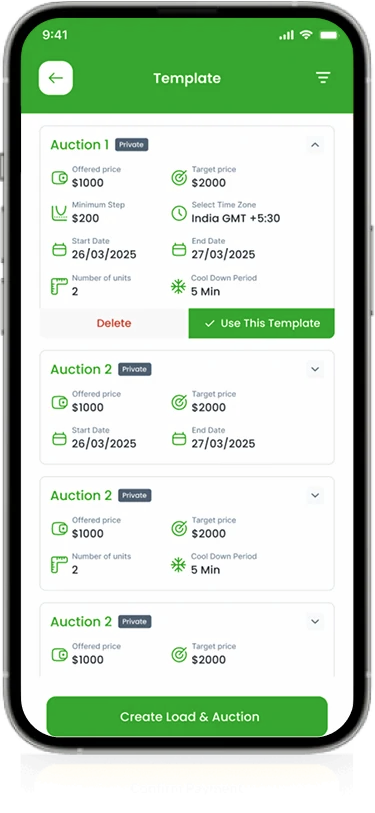 9:41
Template
Auction 1 Private
Offered price Target price
$1000 $2000
Minimum Step Select Time Zone
$200 India GMT +5:30
Start Date End Date
26/03/2025 27/03/2025
Number of units Cool Down Period
2 5 Min
Delete Use This Template
Auction 2 Private
Offered price Target price
$1000 $2000
Start Date End Date
26/03/2025 27/03/2025
Auction 2 Private
Offered price Target price
$1000 $2000
Number of units Cool Down Period
2 5 Min
Auction 2 Private
Offered price Target price
$1000 $2000
Create Load & Auction